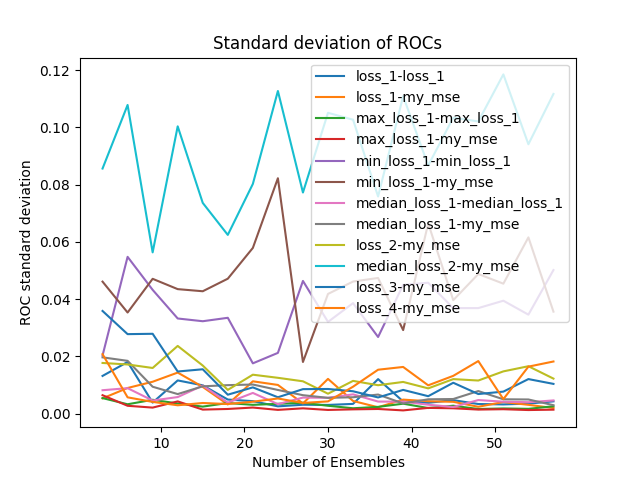 Standard deviation of ROCs
0.12
0.10
0.08
0.06
0.04
0.02
0.00
ROC standard deviation
loss_1-loss_1
loss_1-my_mse
max_loss_1-max_loss_1
max_loss_1-my_mse
min_loss_1-min_loss_1
min_loss_1-my_mse
median_loss_1-median_loss_1
median_loss_1-my_mse
loss_2-my_mse
median_loss_2-my_mse
loss_3-my_mse
loss_4-my_mse
10 20 30 40 50
Number of Ensembles